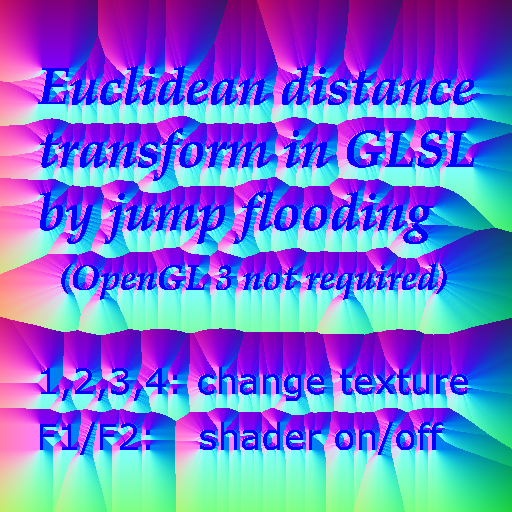 Euclidean distance
transform in GLSL
by jump flooding
(OpenGL 3 not required)
1,2,3,4: change texture
F1/F2: shader on/off